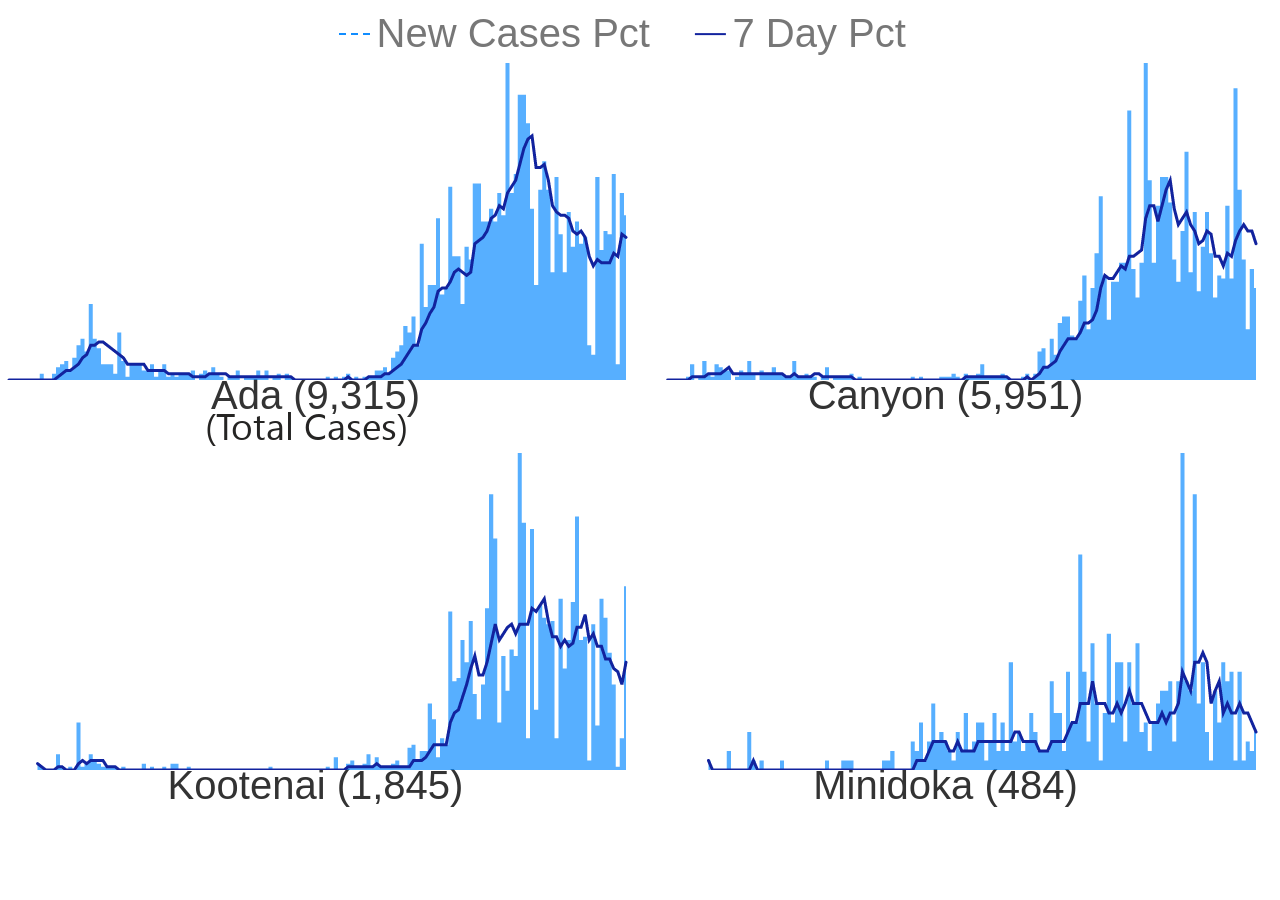 New Cases Pct 7 Day Pct
Ada (9,315) Canyon (5,951)
(Total Cases)
Kootenai (1,845) Minidoka (484)